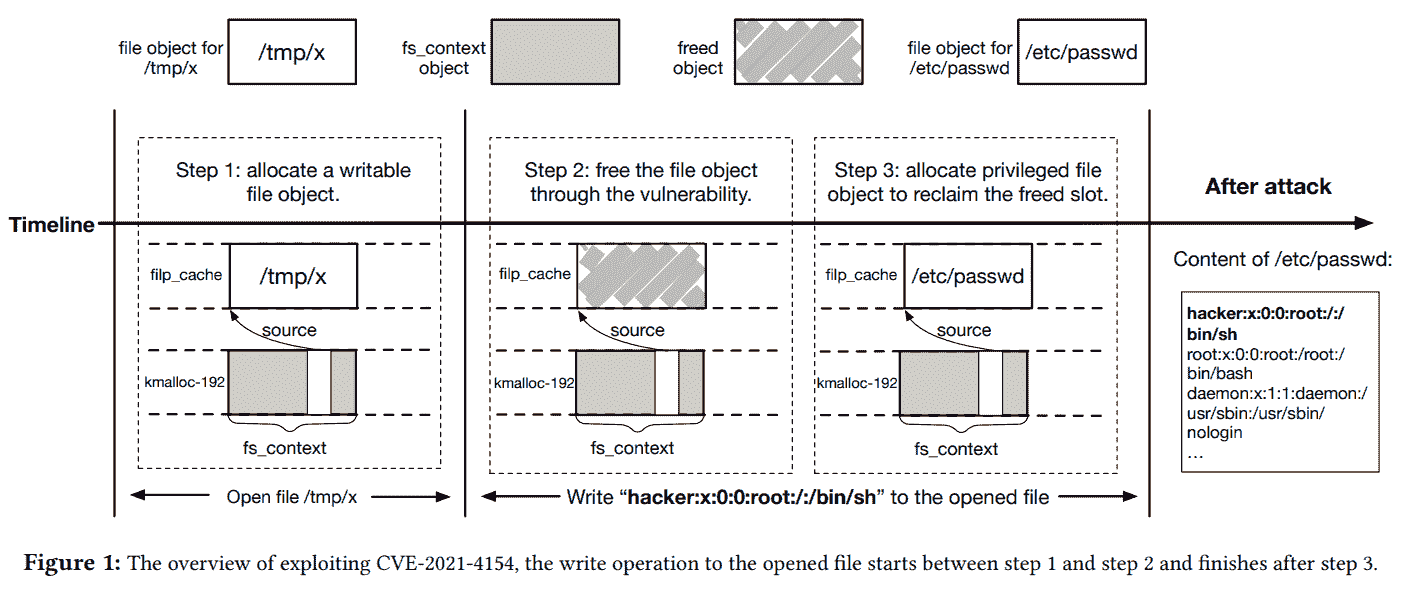 file object for
/tmp/x
/tmp/x
fs_context
object
freed
object
file object for
/etc/passwd
/etc/passwd
Step 1: allocate a writable
file object.
Step 2: free the file object
through the vulnerability.
Step 3: allocate privileged file
object to reclaim the freed slot.
After attack
Timeline
filp_cache
/tmp/x
source
kmalloc-192
fs_context
filp_cache
source
kmalloc-192
fs_context
filp_cache
/etc/passwd
source
kmalloc-192
fs_context
Content of /etc/passwd:
hacker:x:0:0:root:/:/
bin/sh
root:x:0:0:root:/root:/
bin/bash
daemon:x:1:1:daemon:/
usr/sbin:/usr/sbin/
nologin
...
Open file /tmp/x
Write “hacker:x:0:0:root:/:/bin/sh” to the opened file
Figure 1: The overview of exploiting CVE-2021-4154, the write operation to the opened file starts between step 1 and step 2 and finishes after step 3.